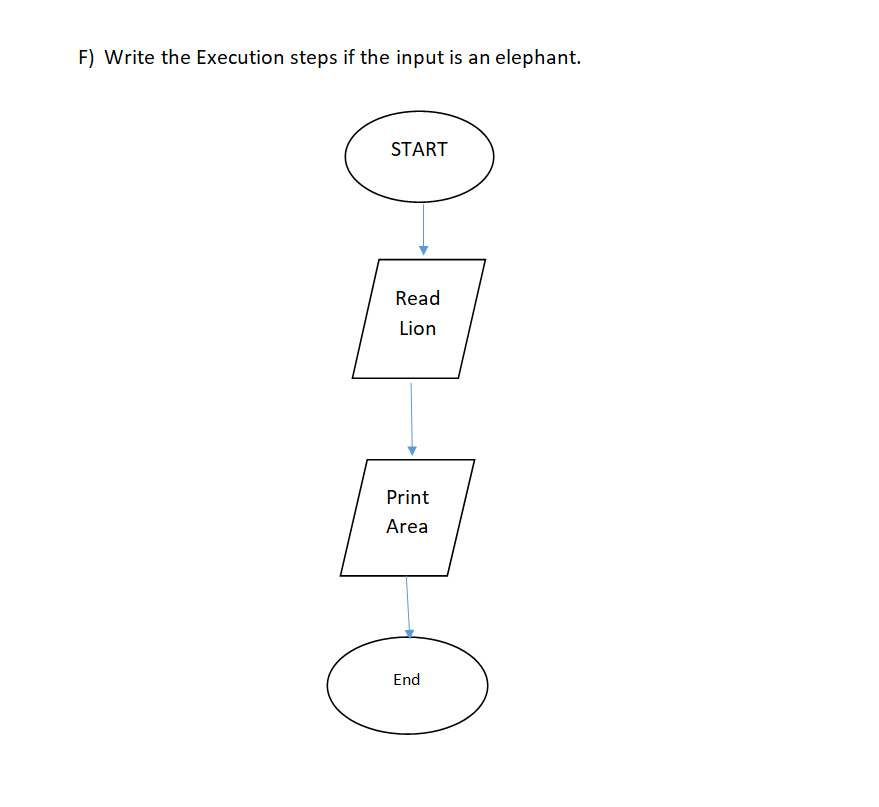 F) Write the Execution steps if the input is an elephant.
START
Read
Lion
Print
Area
End